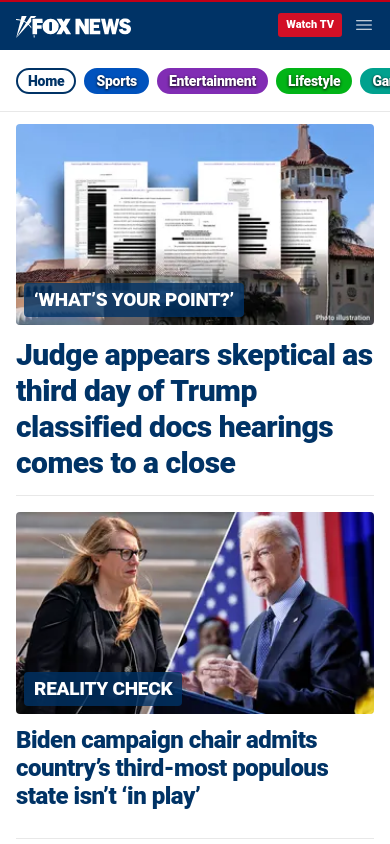 FOX NEWS
Watch TV
Home
Sports
Entertainment
Lifestyle
Ga
‘WHAT’S YOUR POINT?’
Photo illustration
Judge appears skeptical as
third day of Trump
classified docs hearings
comes to a close
REALITY CHECK
Biden campaign chair admits
country’s third-most populous
state isn’t ‘in play’